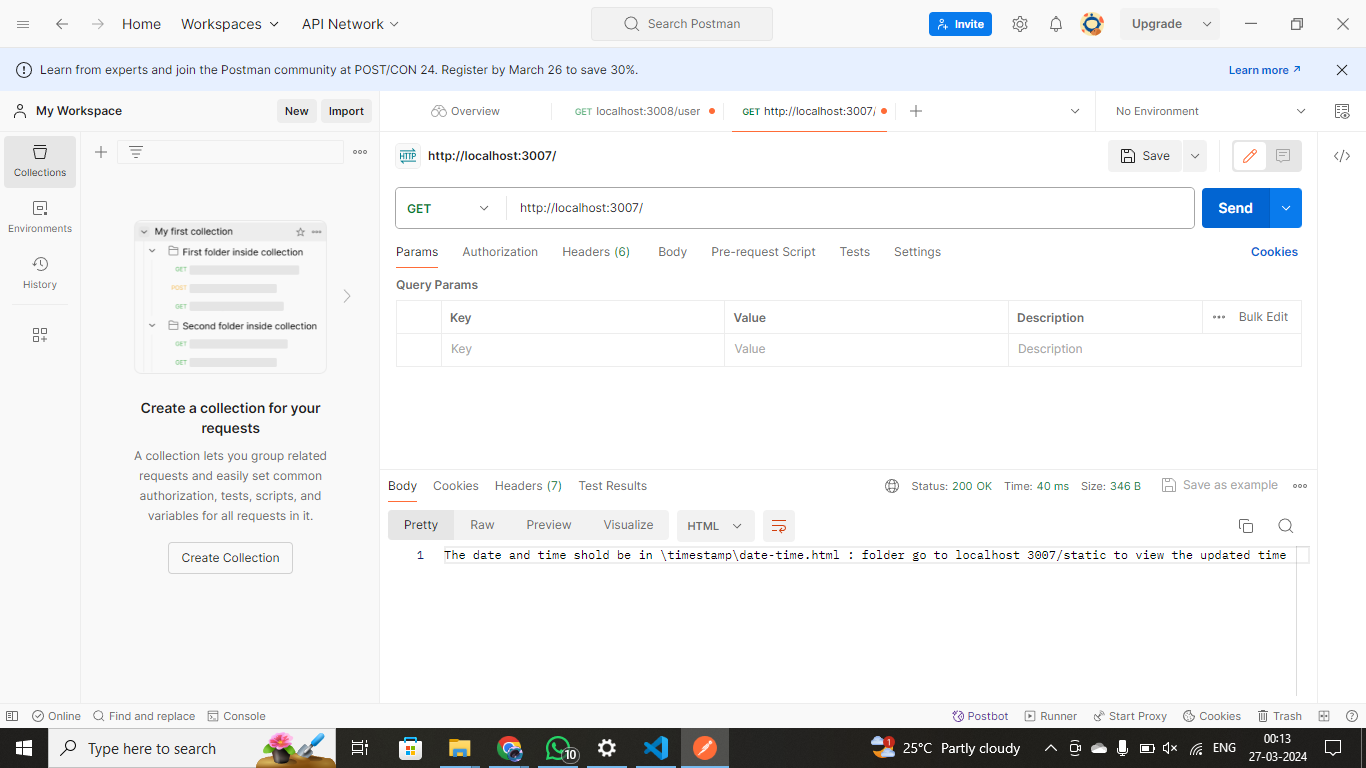 Home
Workspaces
API Network
Search Postman
Invite
Upgrade
Learn from experts and join the Postman community at POST/CON 24. Register by March 26 to save 30%.
Learn more
My Workspace
New
Import
Overview
GET localhost:3008/user
GET http://localhost:3007/
No Environment
Collections
Environments
History
My first collection
First folder inside collection
GET
POST
GET
Second folder inside collection
GET
GET
Create a collection for your
requests
A collection lets you group related
requests and easily set common
authorization, tests, scripts, and
variables for all requests in it.
Create Collection
HTTP
http://localhost:3007/
Save
GET
http://localhost:3007/
Send
Params
Authorization
Headers (6)
Body
Pre-request Script
Tests
Settings
Cookies
Query Params
Key
Value
Description
Bulk Edit
Key
Value
Description
Body
Cookies
Headers (7)
Test Results
Status: 200 OK
Time: 40 ms
Size: 346 B
Save as example
Pretty
Raw
Preview
Visualize
HTML
1
The date and time shold be in \timestamp\date-time.html : folder go to localhost 3007/static to view the updated time
Online
Find and replace
Console
Postbot
Runner
Start Proxy
Cookies
Trash
Type here to search
10
1
25°C Partly cloudy
ENG
00:13
27-03-2024